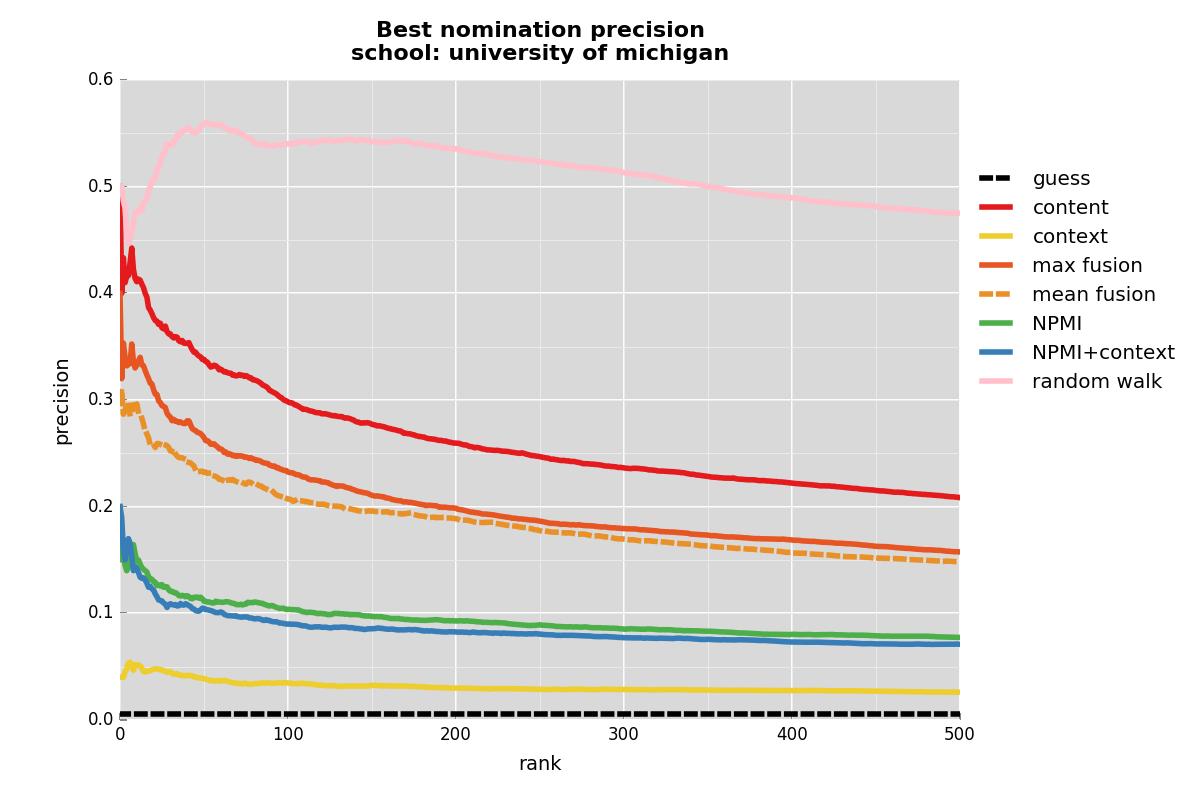 Best nomination precision
school: university of michigan
precision
0.6
0.5
0.4
0.3
0.2
0.1
0.0
0 100 200 300 400 500
rank
guess
content
context
max fusion
mean fusion
NPMI
NPMI+context
random walk